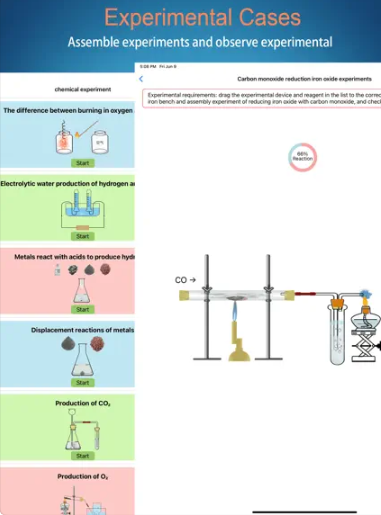 Experimental Cases
Assemble experiments and observe experimental
5:08 PM Fri Jun 9
chemical experiment
Carbon monoxide reduction iron oxide experiments
Experimental requirements: drag the experimental device and reagent in the list to the correc
iron bench and assembly experiment of reducing iron oxide with carbon monoxide, and chec
The difference between burning in oxygen
Start
66%
Reaction
Electrolytic water production of hydrogen a
Start
Metals react with acids to produce hydr
Start
CO →
Displacement reactions of metals
Start
Production of CO₂
Start
Production of O₂